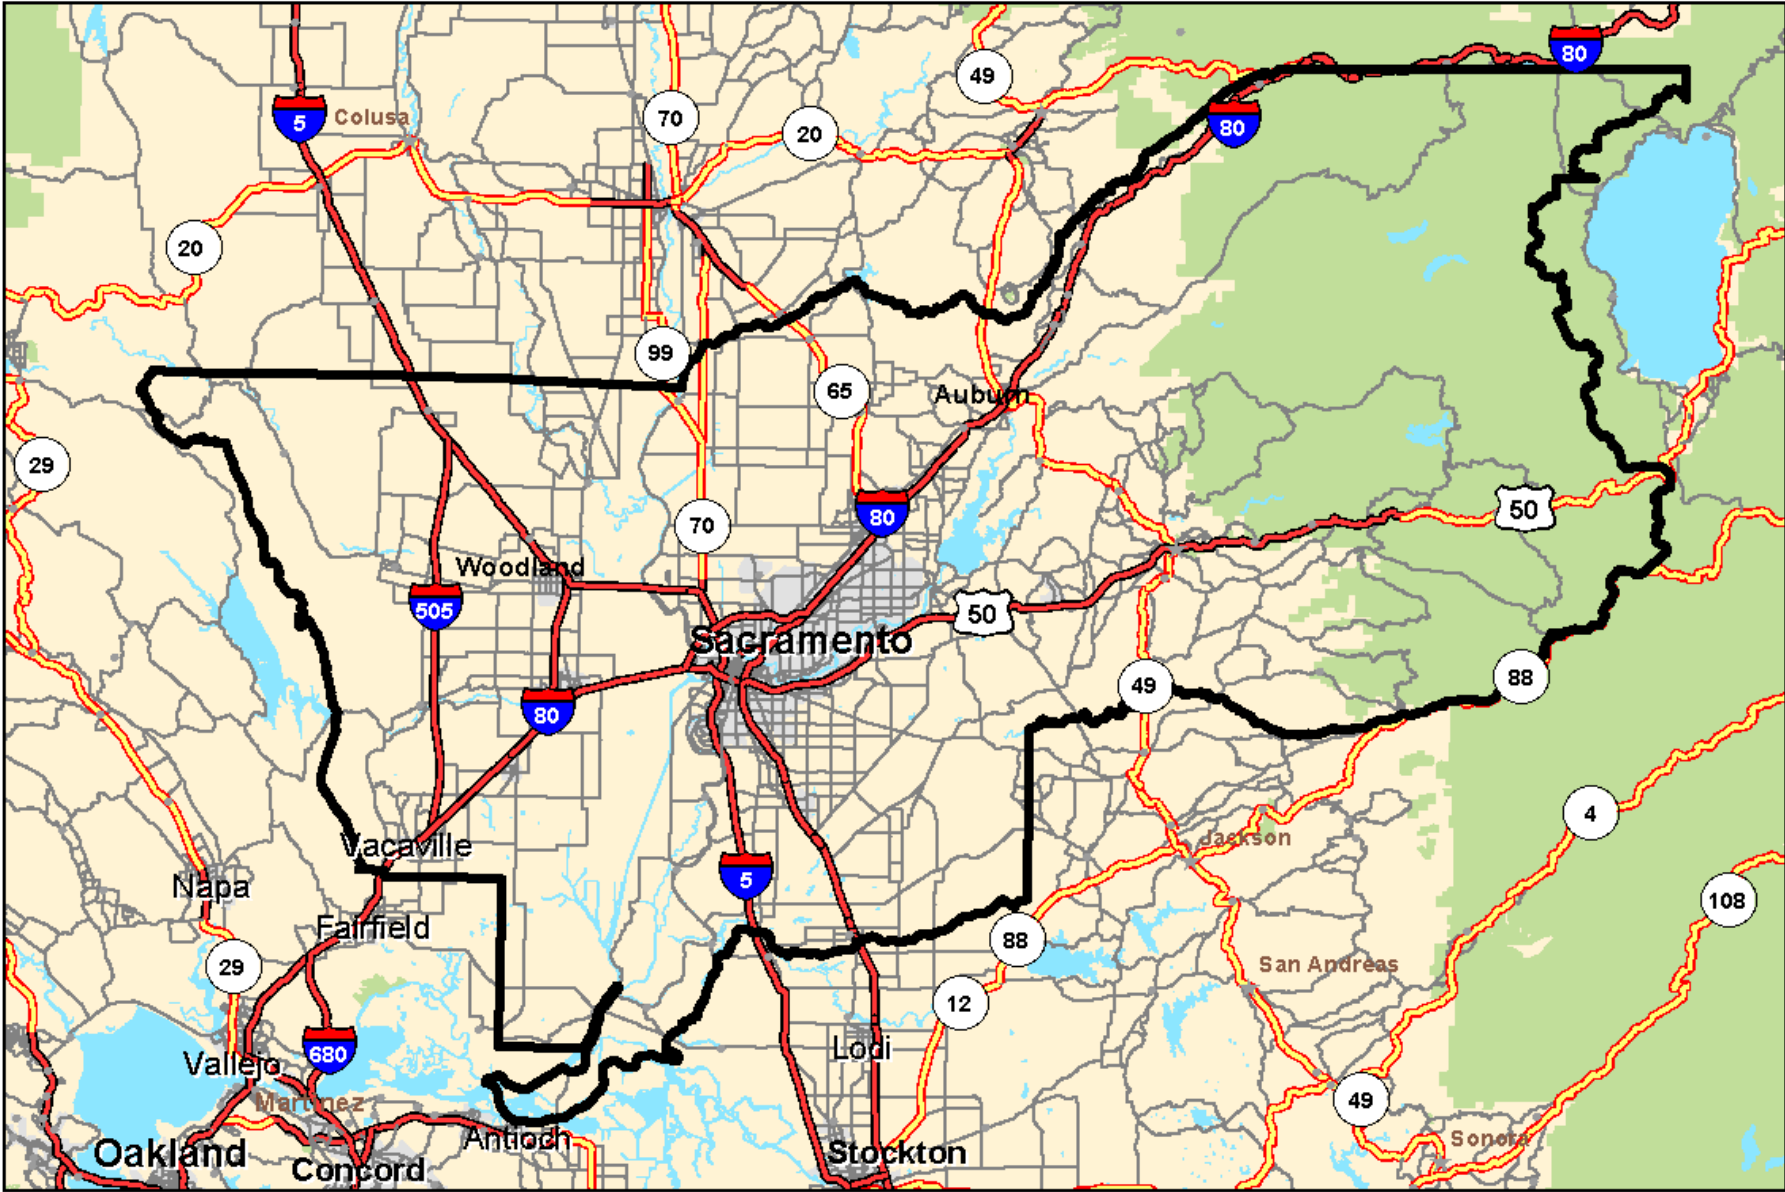 80
49
5
Colusa
70
20
80
20
99
65
Auburn
29
80
50
70
Woodland
505
50
Sacramento
49
88
80
4
Jackson
Vacaville
5
Napa
108
Fairfield
88
San Andreas
29
12
680
Lodi
Vallejo
Martinez
49
Antioch
Sonora
Oakland
Stockton
Concord